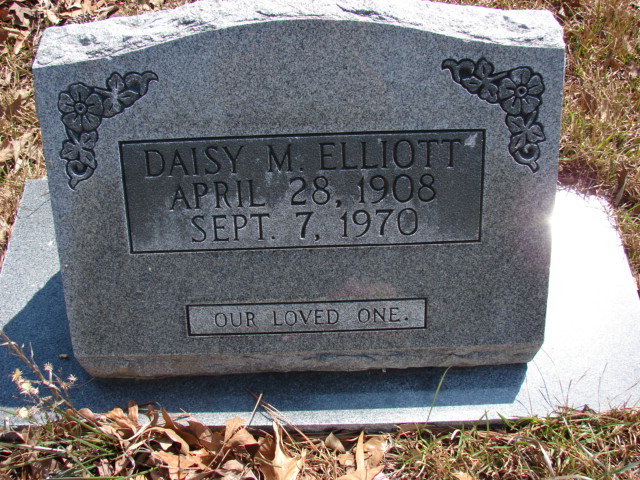 DAISY M. ELLIOTT
APRIL 28, 1908
SEPT. 7, 1970
OUR LOVED ONE.